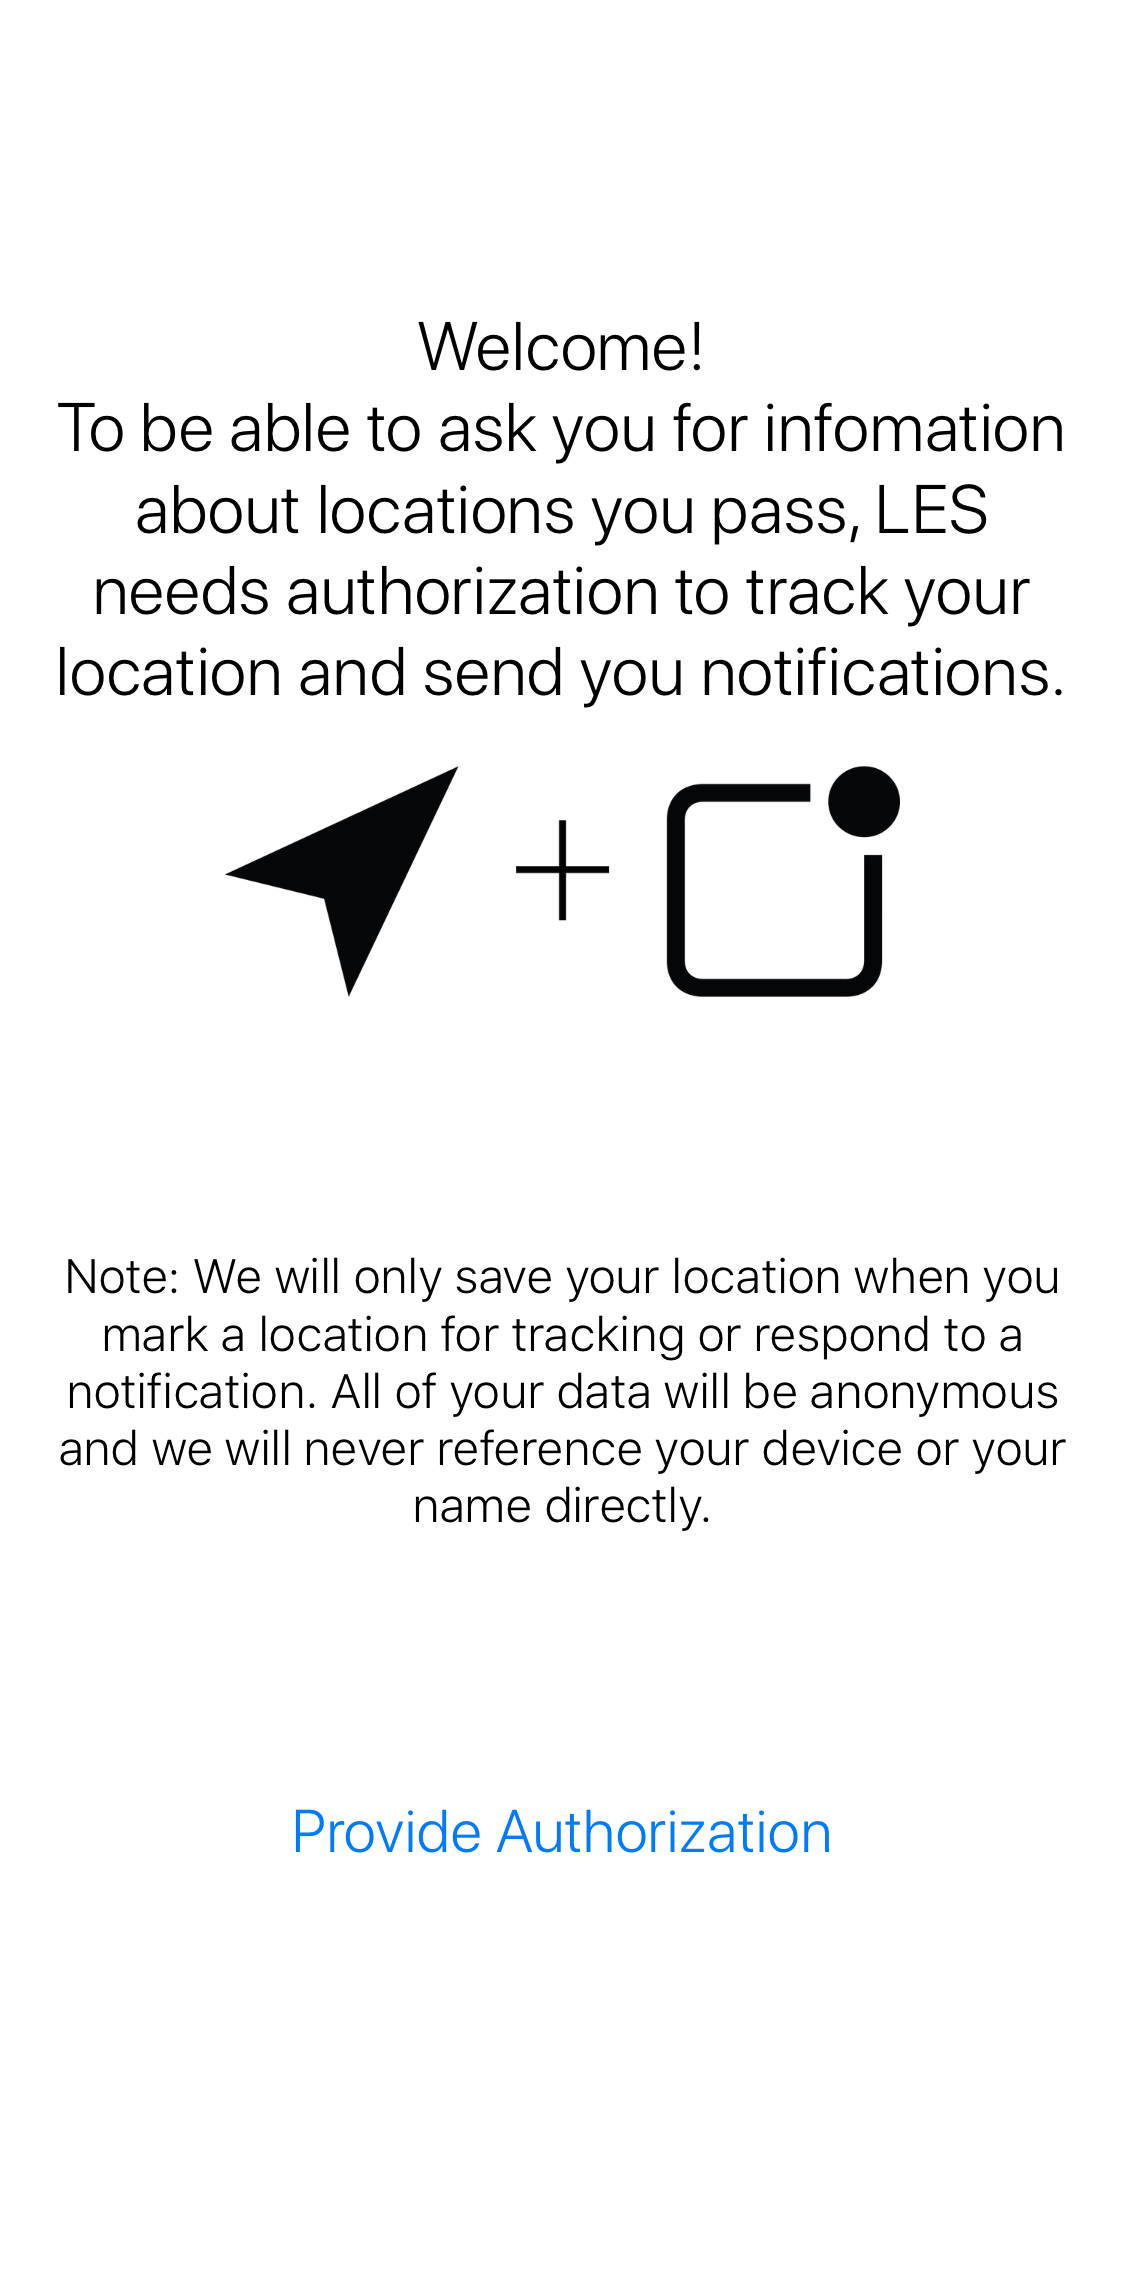 Welcome!
To be able to ask you for infomation
about locations you pass, LES
needs authorization to track your
location and send you notifications.
Note: We will only save your location when you
mark a location for tracking or respond to a
notification. All of your data will be anonymous
and we will never reference your device or your
name directly.
Provide Authorization